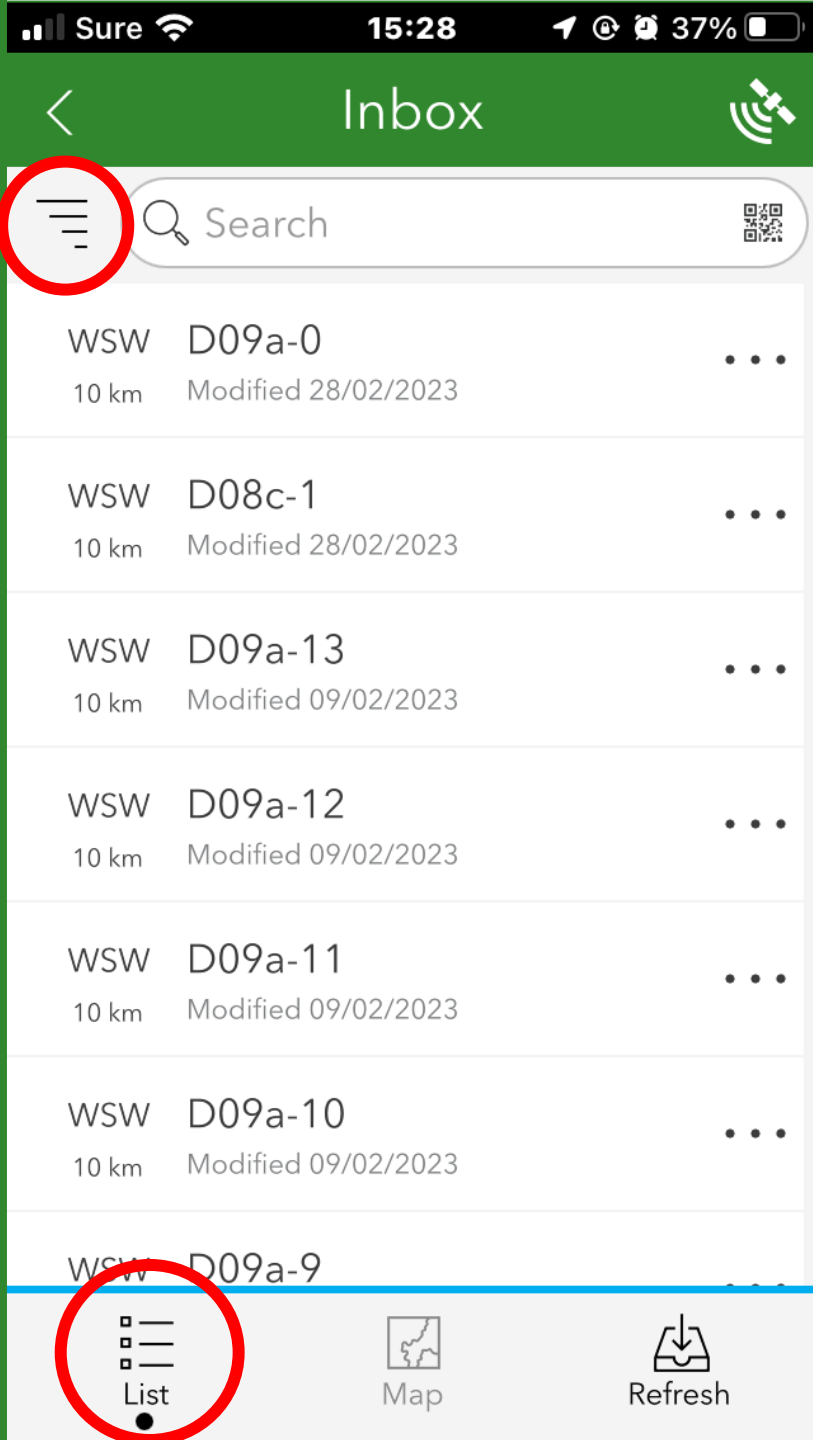 Sure 15:28 37%
Inbox
Search
WSW D09a-0
10 km Modified 28/02/2023
WSW D08c-1
10 km Modified 28/02/2023
WSW D09a-13
10 km Modified 09/02/2023
WSW D09a-12
10 km Modified 09/02/2023
WSW D09a-11
10 km Modified 09/02/2023
WSW D09a-10
10 km Modified 09/02/2023
WSW D09a-9
List Map Refresh